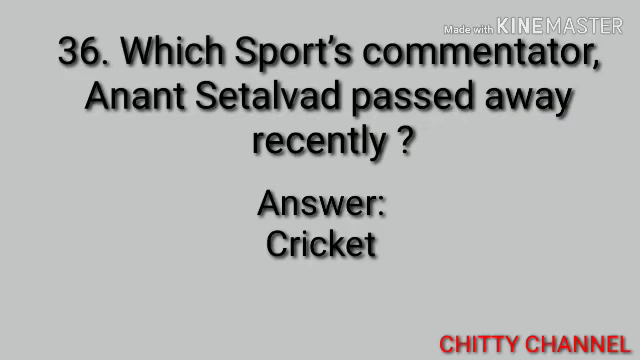 Made with KINEMASTER
36. Which Sport's commentator,
Anant Setalvad passed away
recently ?
Answer:
Cricket
CHITTY CHANNEL